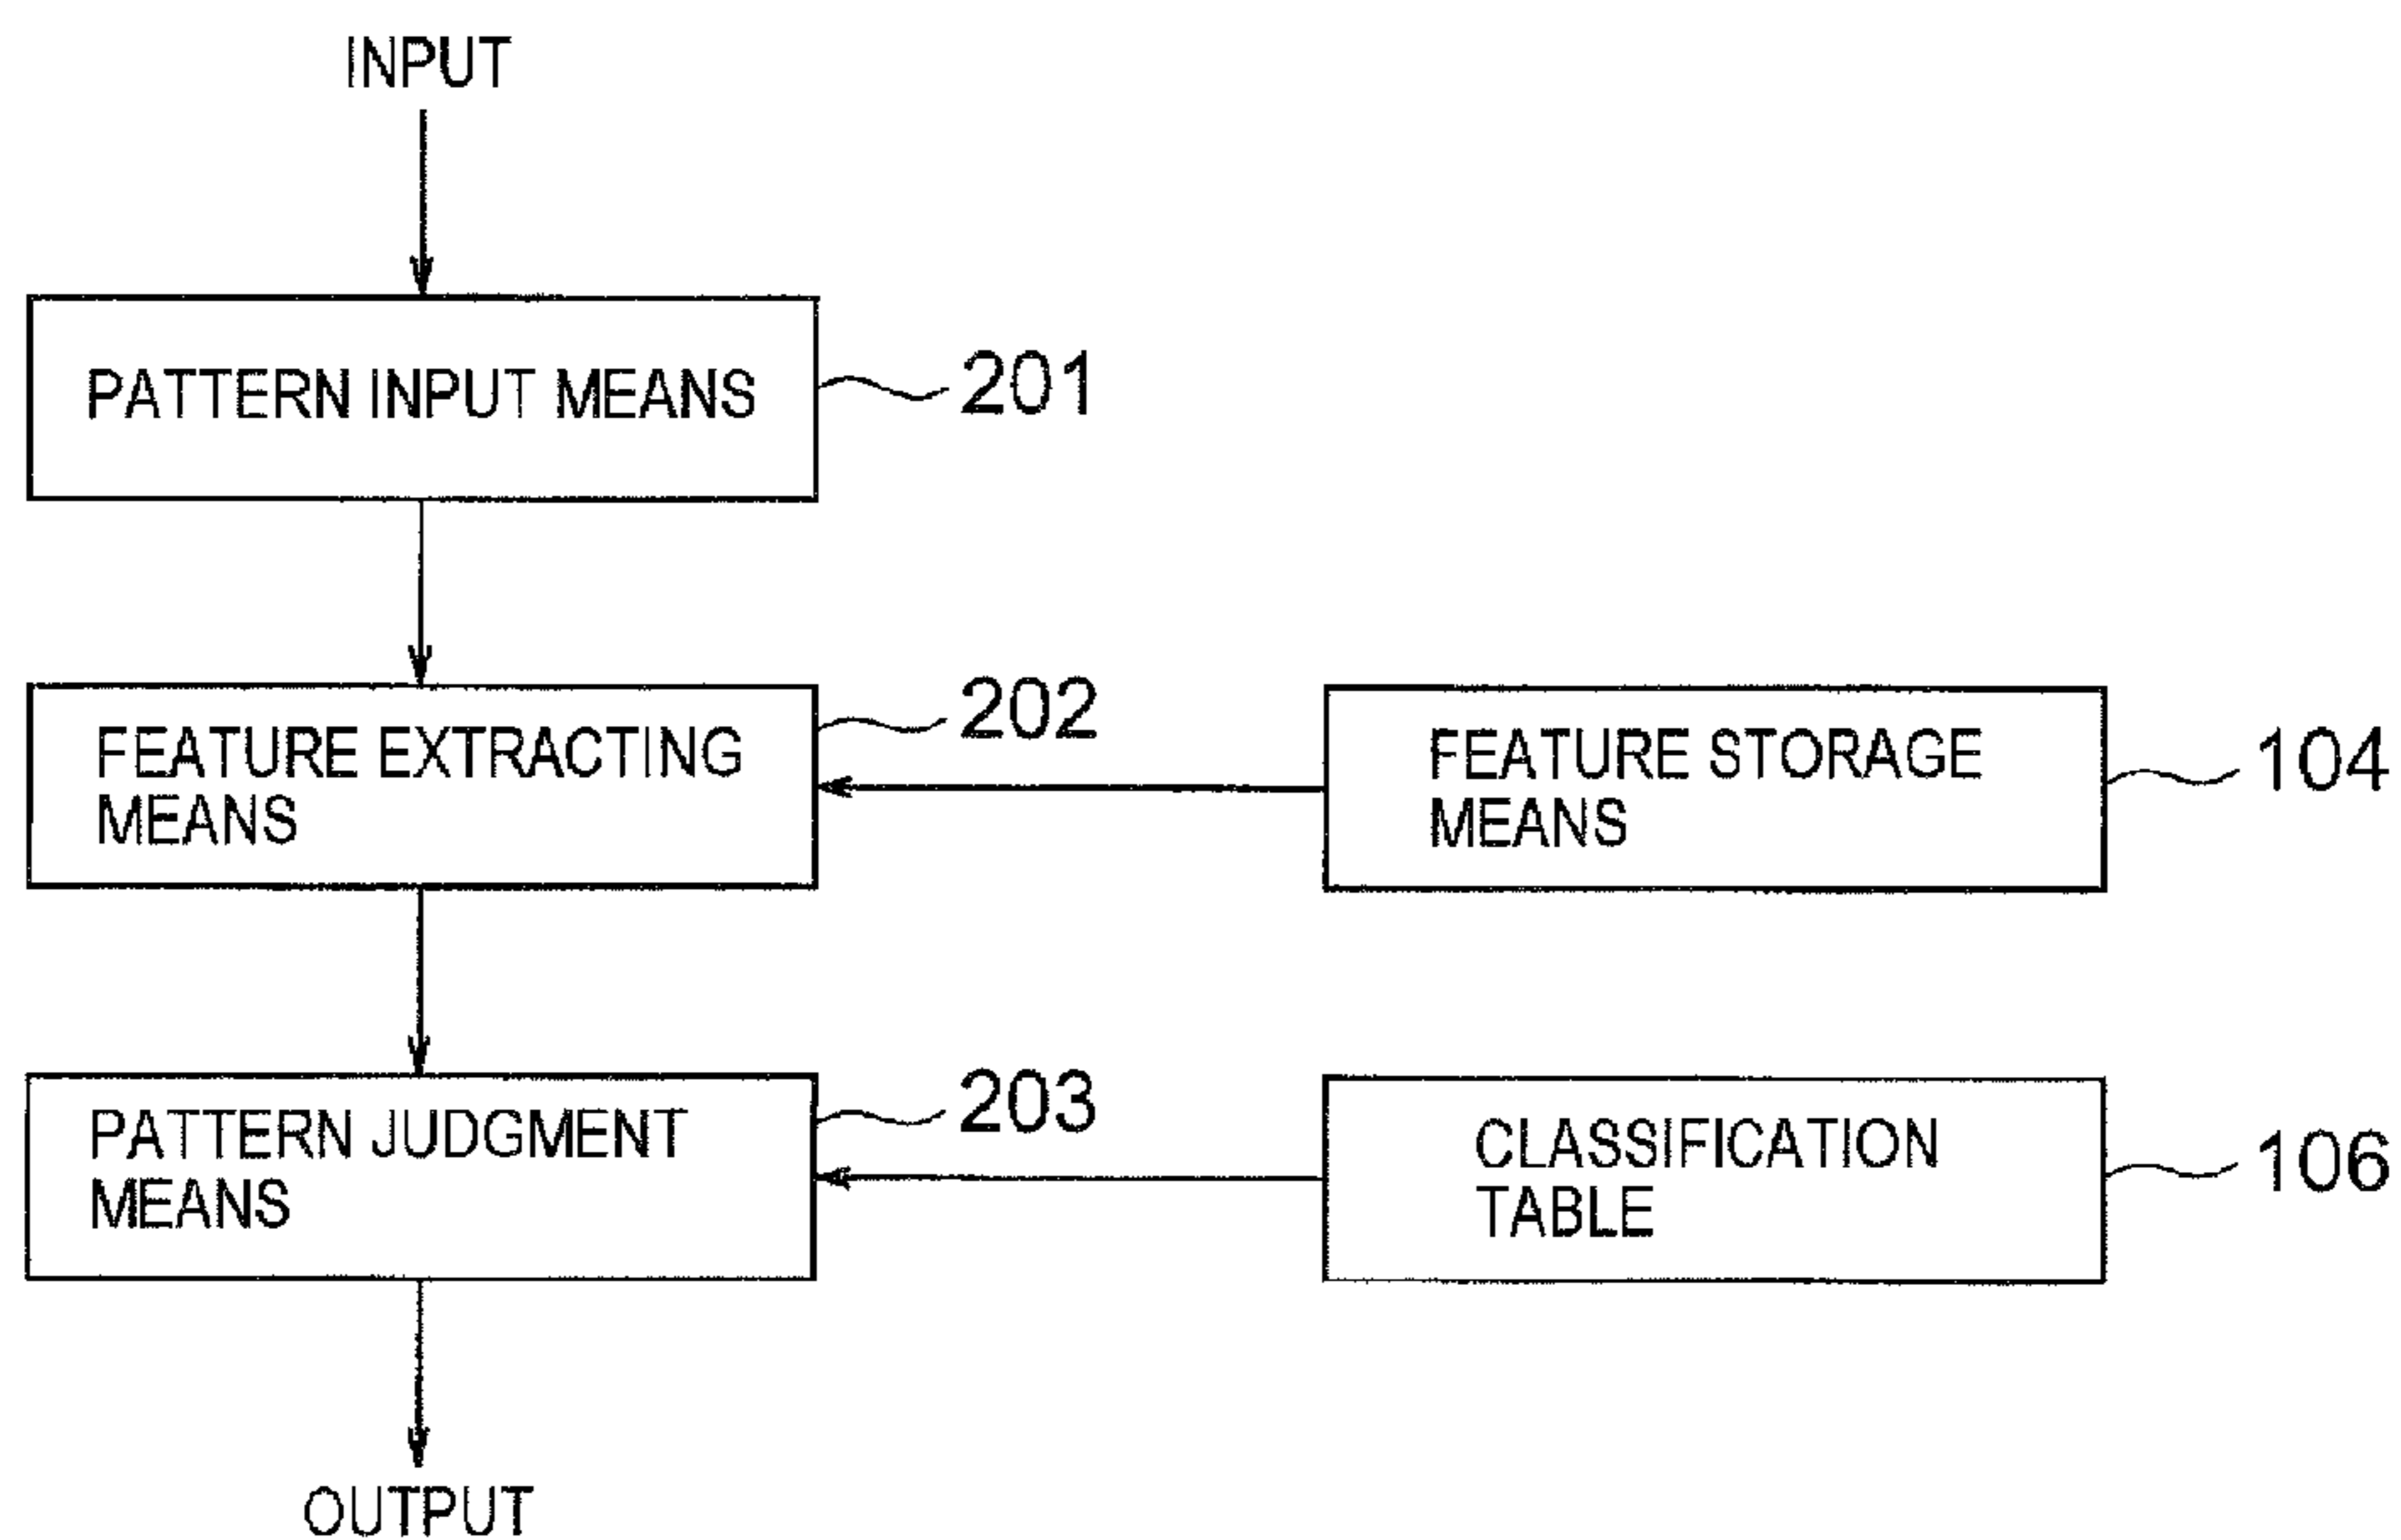 INPUT
PATTERN INPUT MEANS
201
FEATURE EXTRACTING
MEANS
202
FEATURE STORAGE
MEANS
104
PATTERN JUDGMENT
MEANS
203
CLASSIFICATION
TABLE
106
OUTPUT